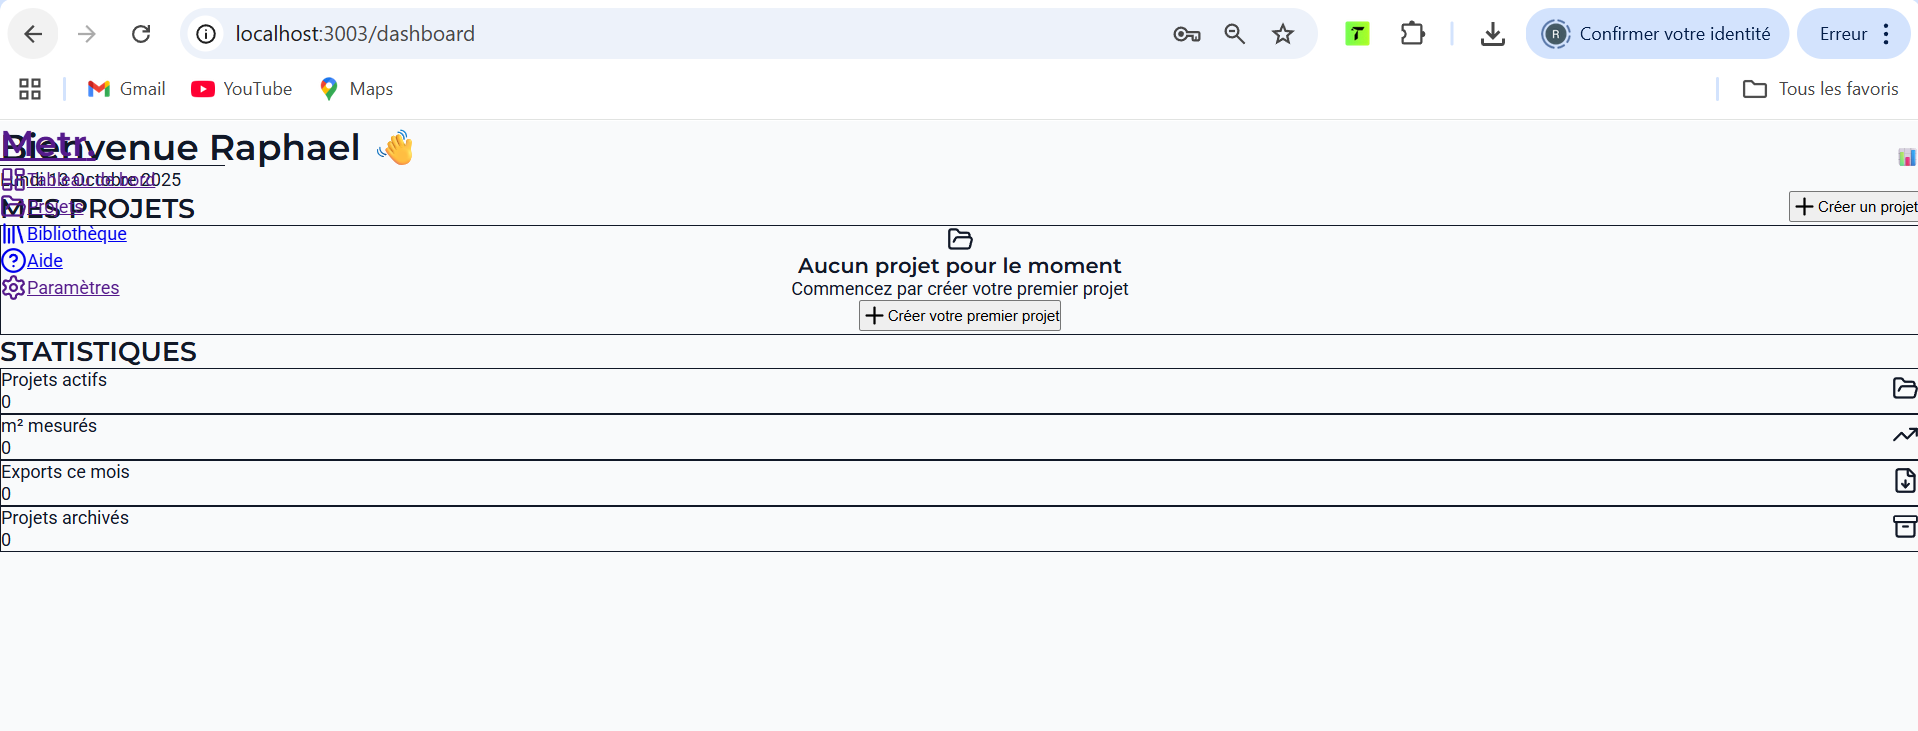 localhost:3003/dashboard
Confirmer votre identité
Erreur
Gmail
YouTube
Maps
Tous les favoris
Metr.
Bienvenue Raphael 👋
Lundi 13 Octobre 2025
Tableau de bord
Projets
MES PROJETS
Créer un projet
Bibliothèque
Aide
Paramètres
Aucun projet pour le moment
Commencez par créer votre premier projet
Créer votre premier projet
STATISTIQUES
Projets actifs
0
m² mesurés
0
Exports ce mois
0
Projets archivés
0